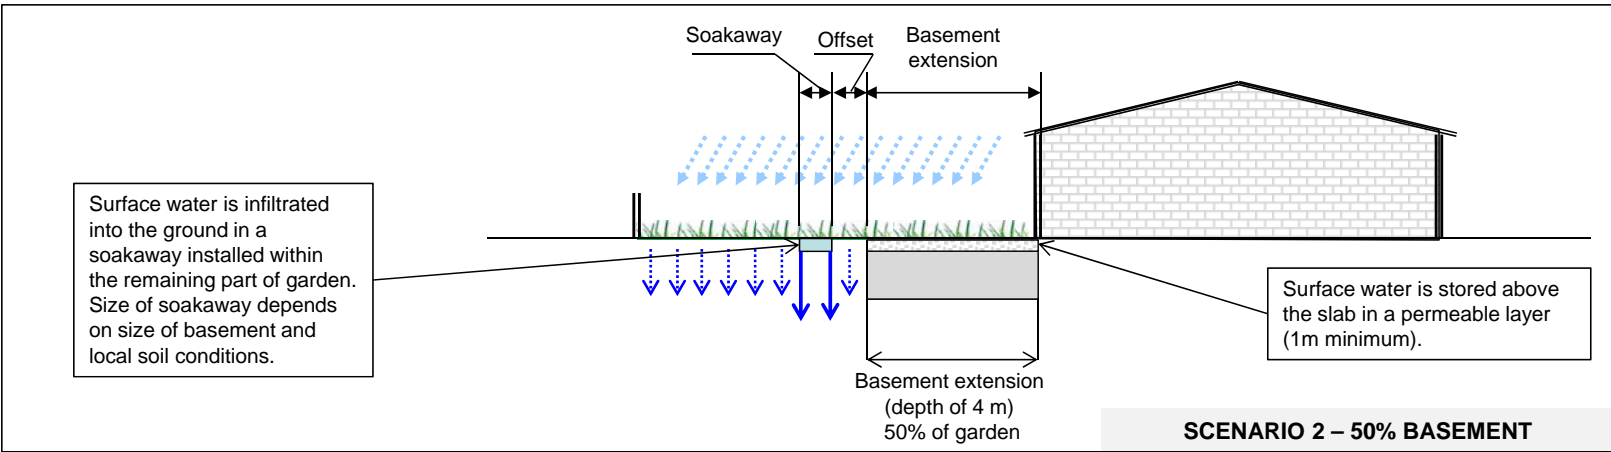 Soakaway
Offset
Basement
extension
Surface water is infiltrated
into the ground in a
soakaway installed within
the remaining part of garden.
Size of soakaway depends
on size of basement and
local soil conditions.
Surface water is stored above
the slab in a permeable layer
(1m minimum).
Basement extension
(depth of 4 m)
50% of garden
SCENARIO 2 – 50% BASEMENT